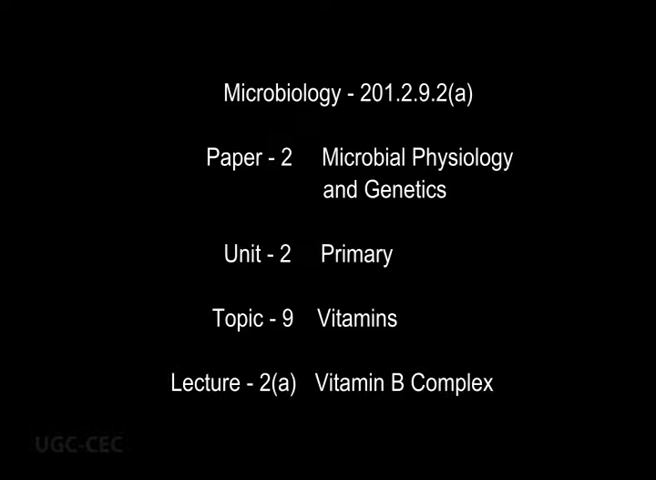 Microbiology - 201.2.9.2(a)
Paper - 2 Microbial Physiology
and Genetics
Unit - 2 Primary
Topic - 9 Vitamins
Lecture - 2(a) Vitamin B Complex
UGC-CEC